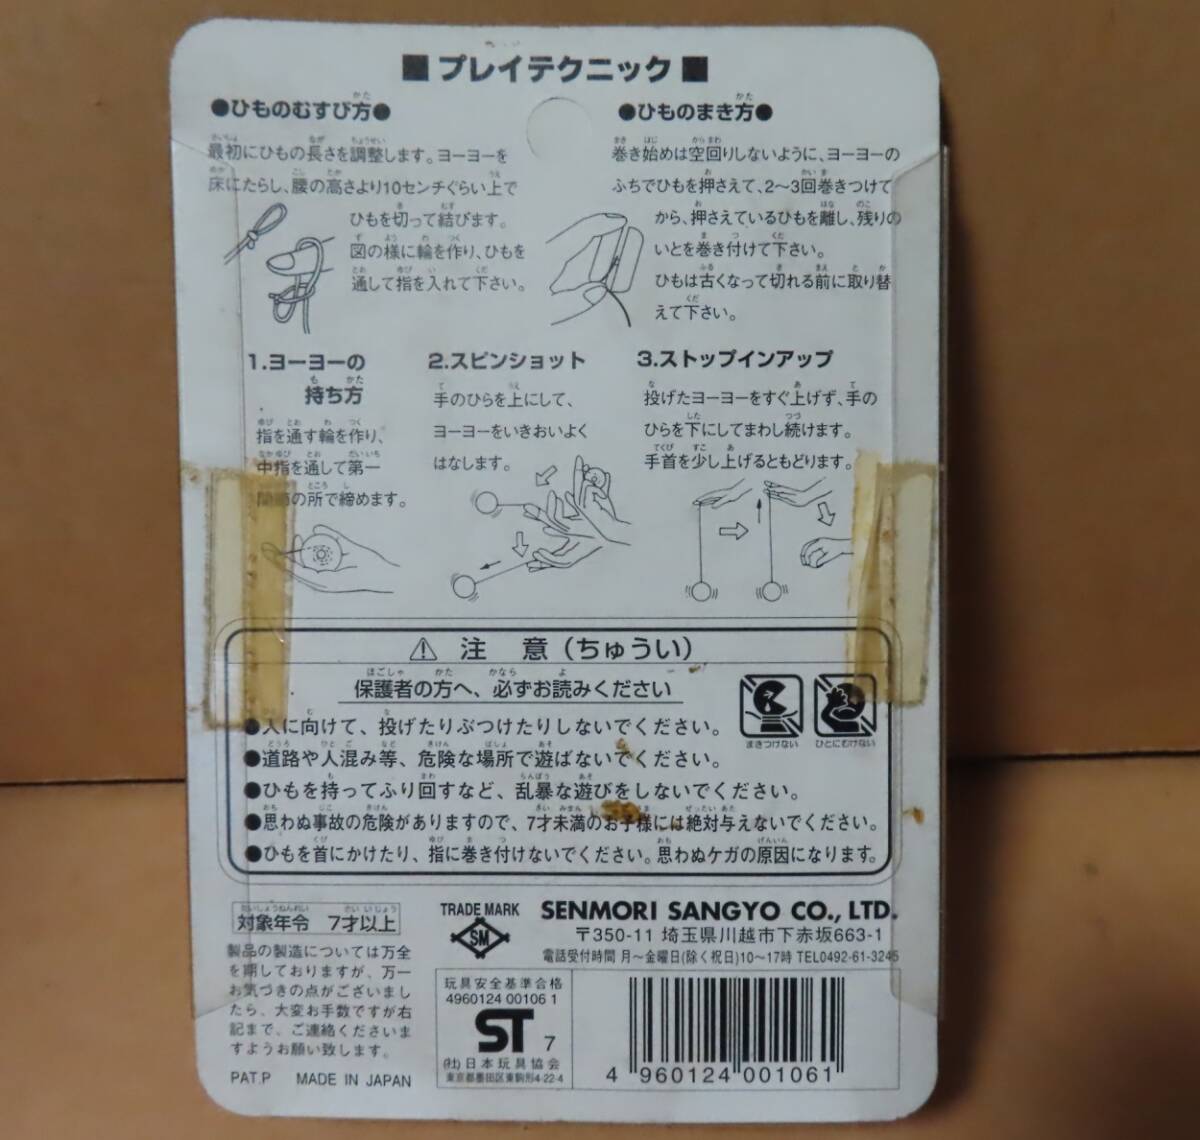 ■プレイテクニック■
●ひものむすび方●
最初にひもの長さを調整します。ヨーヨーを
床にたらし、腰の高さより10センチぐらい上で
ひもを切って結びます。
図の様に輪を作り、ひもを
通して指を入れて下さい。
●ひものまき方●
巻き始めは空回りしないように、ヨーヨーの
ふちでひもを押さえて、2〜3回巻きつけて
から、押さえているひもを離し、残りの
いとを巻き付けて下さい。
ひもは古くなって切れる前に取り替
えて下さい。
1.ヨーヨーの
持ち方
指を通す輪を作り、
中指を通して第一
関節の所で締めます。
2.スピンショット
手のひらを上にして、
ヨーヨーをいきおいよく
はなします。
3.ストップインアップ
投げたヨーヨーをすぐ上げず、手の
ひらを下にしてまわし続けます。
手首を少し上げるともどります。
⚠ 注 意(ちゅうい)
保護者の方へ、必ずお読みください
まきつけない
ひとにむけない
●人に向けて、投げたりぶつけたりしないでください。
●道路や人混み等、危険な場所で遊ばないでください。
●ひもを持ってふり回すなど、乱暴な遊びをしないでください。
●思わぬ事故の危険がありますので、7才未満のお子様には絶対与えないでください。
●ひもを首にかけたり、指に巻き付けないでください。思わぬケガの原因になります。
対象年令 7才以上
製品の製造については万全
を期しておりますが、万一
お気づきの点がございまし
たら、大変お手数ですが右
記まで、ご連絡くださいま
すようお願い致します。
PAT.P MADE IN JAPAN
TRADE MARK
SM
SENMORI SANGYO CO., LTD.
〒350-11 埼玉県川越市下赤坂663-1
電話受付時間 月〜金曜日(除く祝日)10〜17時 TEL0492-61-3245
玩具安全基準合格
4960124 00106 1
ST 7
(社)日本玩具協会
東京都墨田区東駒形4-22-4
4 960124 001061